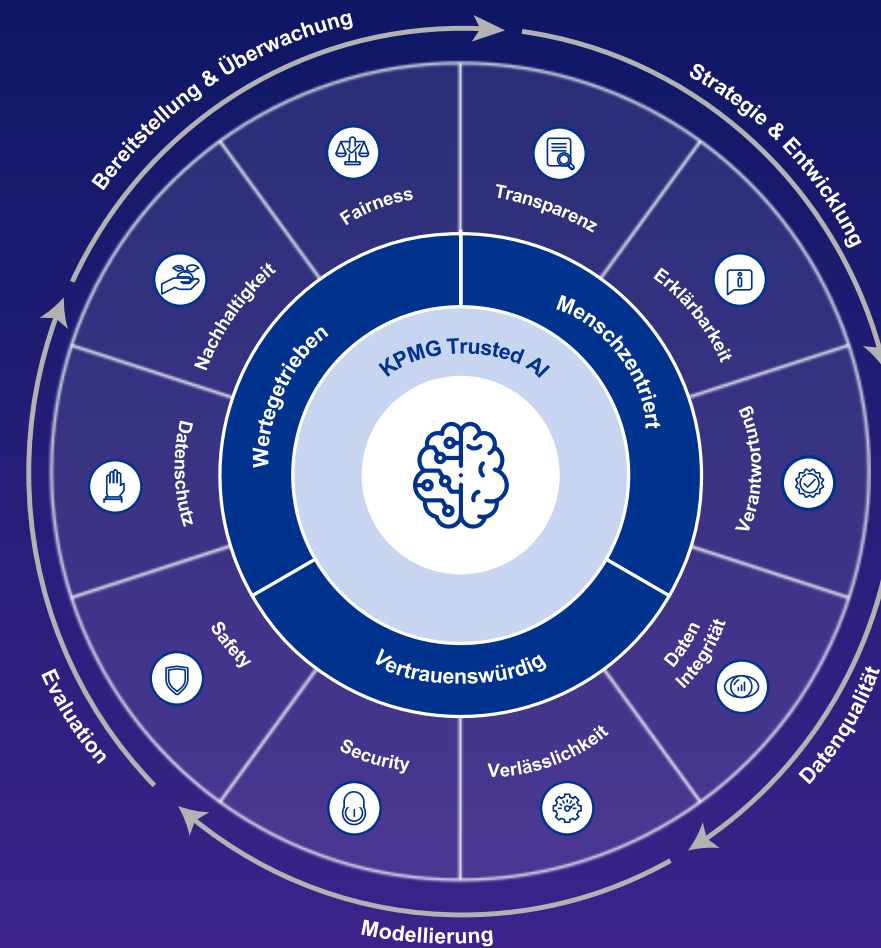 Bereitstellung & Überwachung
Strategie & Entwicklung
Datenqualität
Modellierung
Evaluation
Fairness
Transparenz
Erklärbarkeit
Verantwortung
Daten
Integrität
Verlässlichkeit
Security
Safety
Datenschutz
Nachhaltigkeit
Wertegetrieben
Menschzentriert
Vertrauenswürdig
KPMG Trusted AI